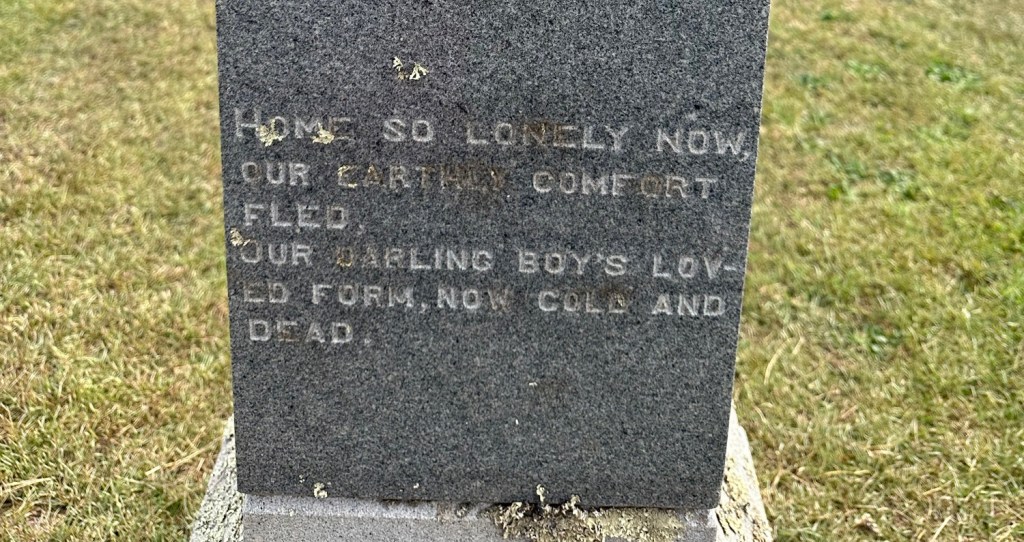 HOME SO LONELY NOW,
OUR EARTHLY COMFORT
FLED.
OUR DARLING BOY'S LOV-
ED FORM, NOW COLD AND
DEAD.